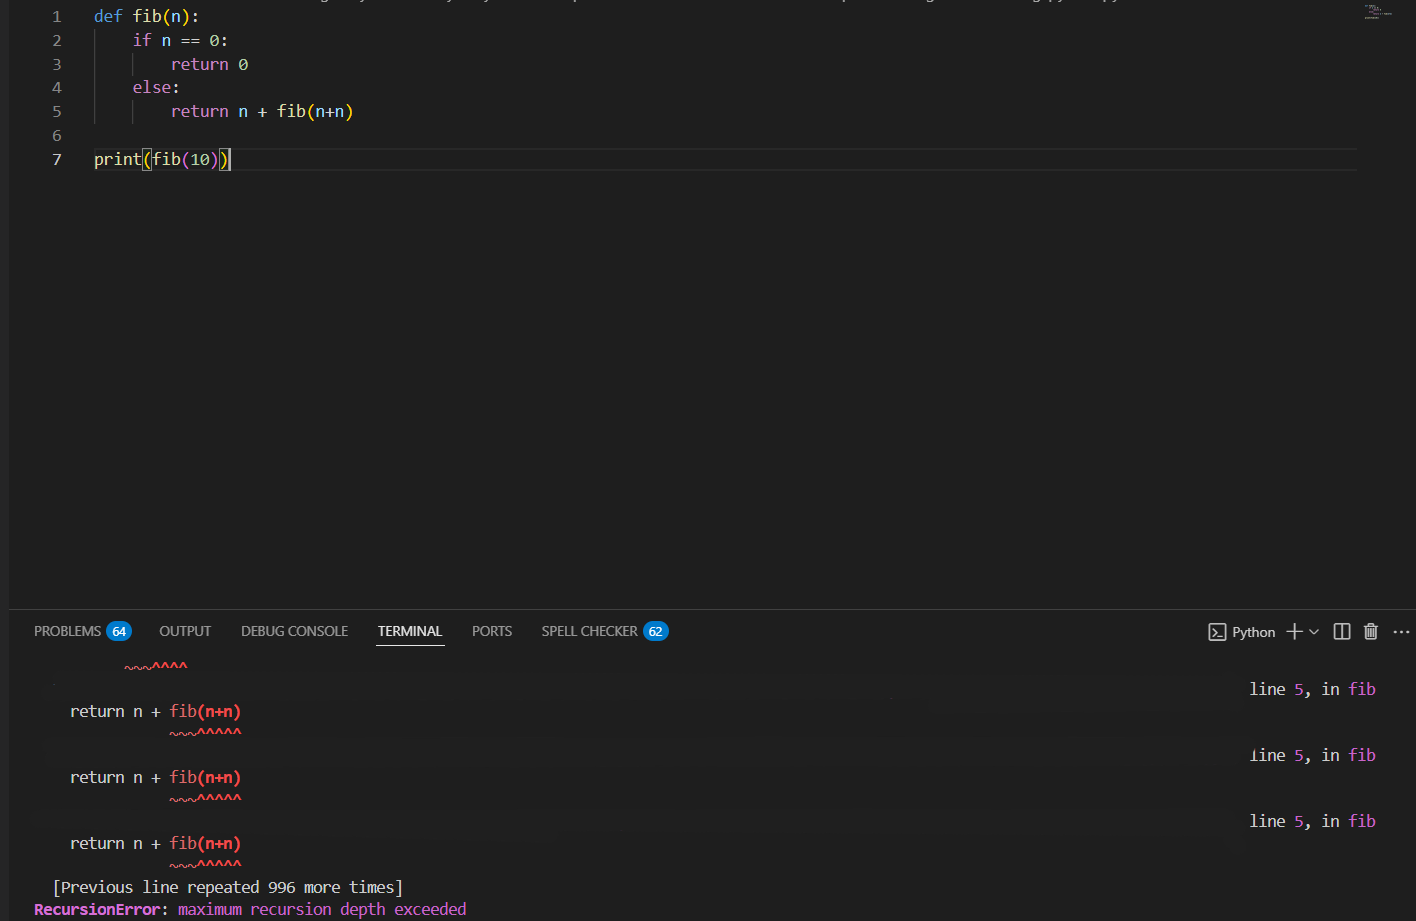 1 def fib(n):
2 if n == 0:
3 return 0
4 else:
5 return n + fib(n+n)
6
7 print(fib(10))
PROBLEMS 64 OUTPUT DEBUG CONSOLE TERMINAL PORTS SPELL CHECKER 62 Python
~~~^^^^
line 5, in fib
return n + fib(n+n)
~~~^^^^^
line 5, in fib
return n + fib(n+n)
~~~^^^^^
line 5, in fib
return n + fib(n+n)
~~~^^^^^
[Previous line repeated 996 more times]
RecursionError: maximum recursion depth exceeded